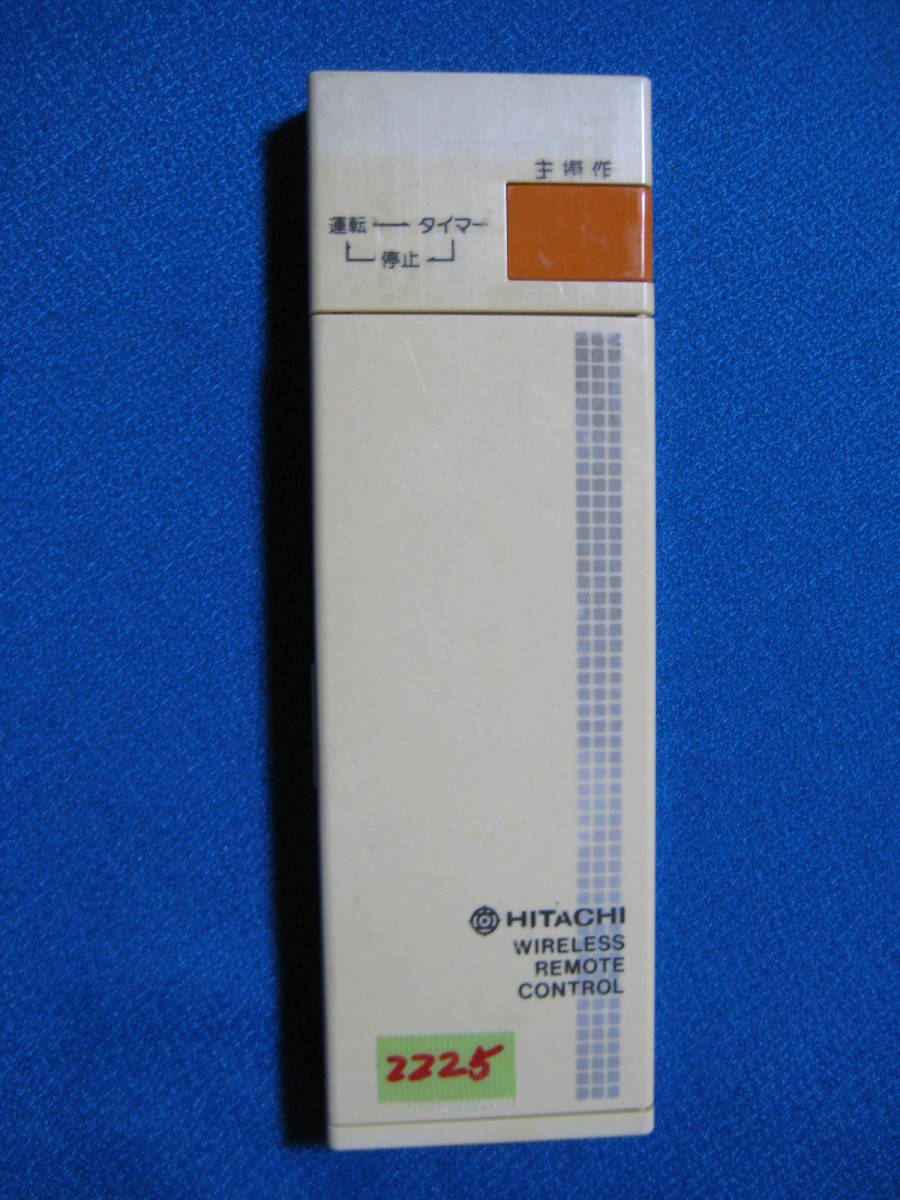 主操作
運転 → タイマー
停止
HITACHI
WIRELESS
REMOTE
CONTROL
2225